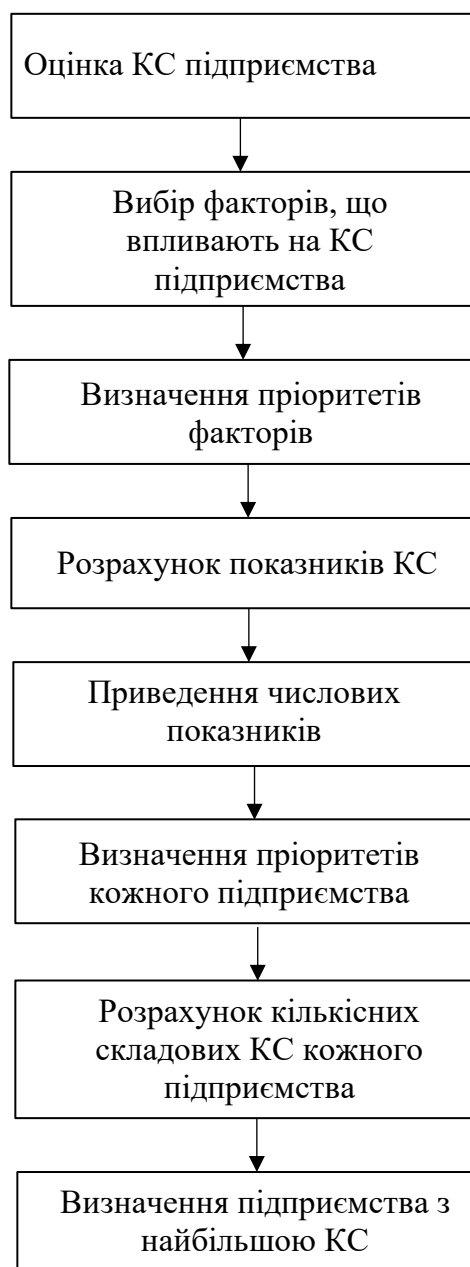 Оцінка КС підприємства
Вибір факторів, що
впливають на КС
підприємства
Визначення пріоритетів
факторів
Розрахунок показників КС
Приведення числових
показників
Визначення пріоритетів
кожного підприємства
Розрахунок кількісних
складових КС кожного
підприємства
Визначення підприємства з
найбільшою КС